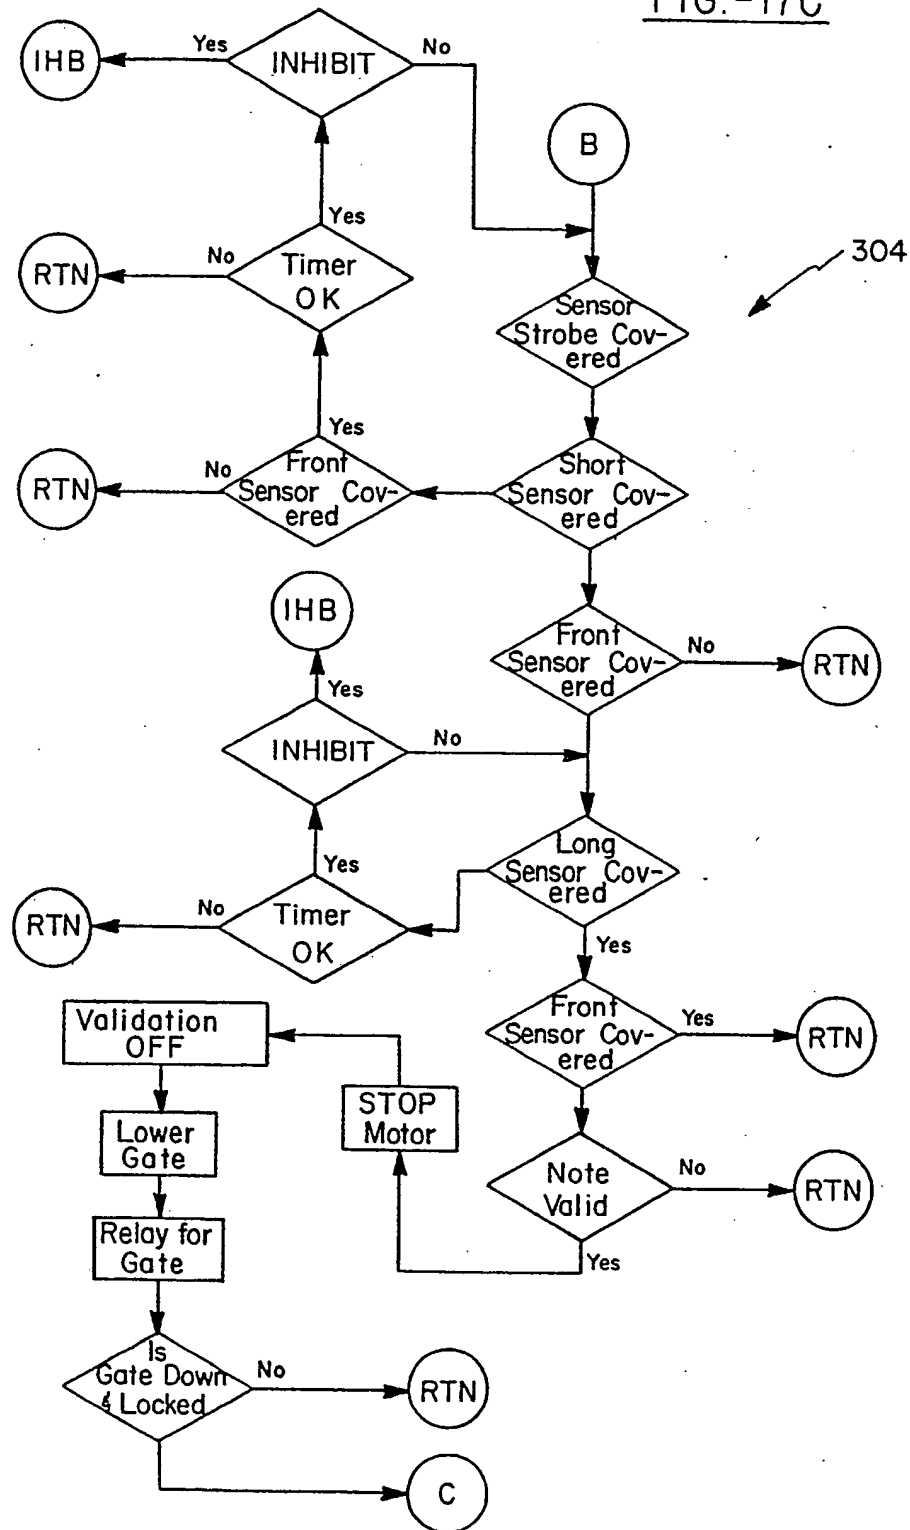 FIG.-17C
IHB
Yes
INHIBIT
No
B
Yes
RTN
No
Timer
OK
304
Sensor
Strobe Cov-
ered
Yes
RTN
No
Front
Sensor Cov-
ered
Short
Sensor Cov-
ered
IHB
Front
Sensor Cov-
ered
No
RTN
Yes
INHIBIT
No
Long
Sensor Cov-
ered
Yes
RTN
No
Timer
OK
Yes
Validation
OFF
Front
Sensor Cov-
ered
Yes
RTN
STOP
Motor
Lower
Gate
Note
Valid
No
RTN
Relay for
Gate
Yes
Is
Gate Down
& Locked
No
RTN
C